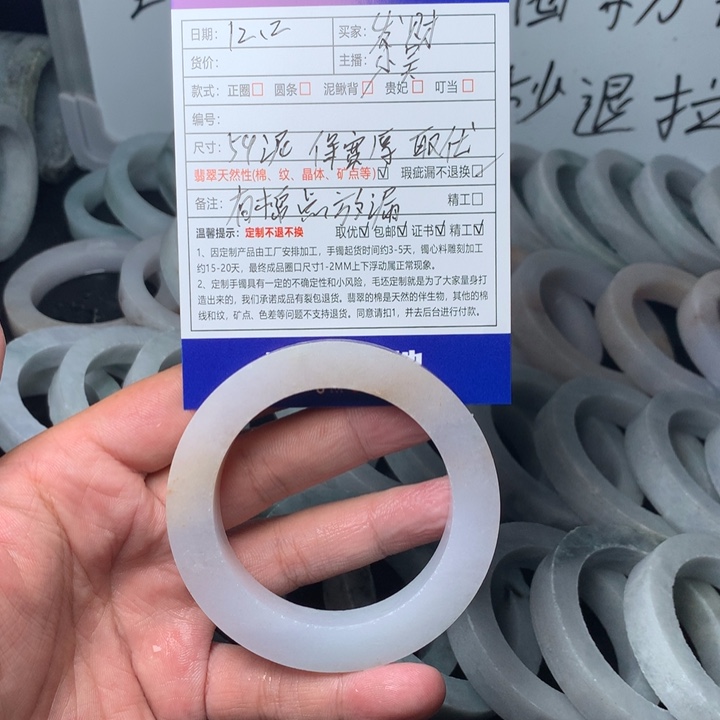 日期: 12.2 买家: 发财
货价: 主播: 小吴
款式: 正圈□ 圆条□ 泥鳅背□ 贵妃□ 叮当□
编号:
尺寸: 59泥 保宽厚 取优
翡翠天然性(棉、纹、晶体、矿点等)☑ 瑕疵漏不退换□
备注: 有棉点放漏 精工□
温馨提示: 定制不退不换 取优☑ 包邮☑ 证书☑ 精工☑
1、因定制产品由工厂安排加工，手镯起货时间约3-5天，镯心料雕刻加工
约15-20天，最终成品圈口尺寸1-2MM上下浮动属正常现象。
2、定制手镯具有一定的不确定性和小风险，毛坯定制就是为了大家量身打
造出来的，我们承诺成品有裂包退货。翡翠的棉是天然的伴生物，其他的棉
线和纹，矿点、色差等问题不支持退货。同意请扣1，并去后台进行付款。
秒退拉